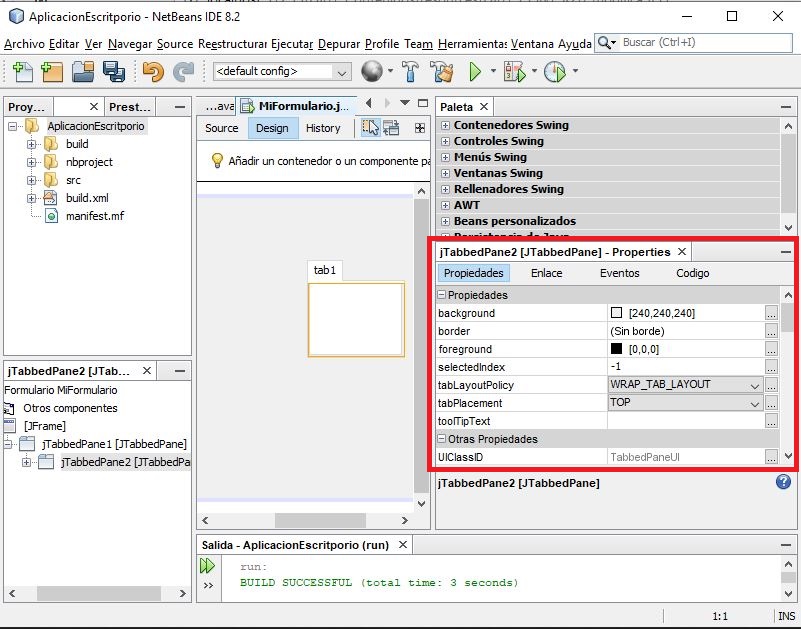 AplicacionEscritporio - NetBeans IDE 8.2
Archivo Editar Ver Navegar Source Reestructurar Ejecutar Depurar Profile Team Herramientas Ventana Ayuda
Buscar (Ctrl+I)
<default config>
Proy...
Prest...
AplicacionEscritporio
build
nbproject
src
build.xml
manifest.mf
...ava
MiFormulario.j...
Source Design History
Añadir un contenedor o un componente pa
tab1
Paleta
Contenedores Swing
Controles Swing
Menús Swing
Ventanas Swing
Rellenadores Swing
AWT
Beans personalizados
Persistencia de Java
jTabbedPane2 [JTabbedPane] - Properties
Propiedades Enlace Eventos Codigo
Propiedades
background [240,240,240] ...
border (Sin borde) ...
foreground [0,0,0] ...
selectedIndex -1 ...
tabLayoutPolicy WRAP_TAB_LAYOUT ...
tabPlacement TOP ...
toolTipText ...
Otras Propiedades
UIClassID TabbedPaneUI ...
jTabbedPane2 [JTabbedPane]
jTabbedPane2 [JTab...
Formulario MiFormulario
Otros componentes
[JFrame]
jTabbedPane1 [JTabbedPane]
jTabbedPane2 [JTabbedPa
Salida - AplicacionEscritporio (run)
run:
BUILD SUCCESSFUL (total time: 3 seconds)
1:1 INS